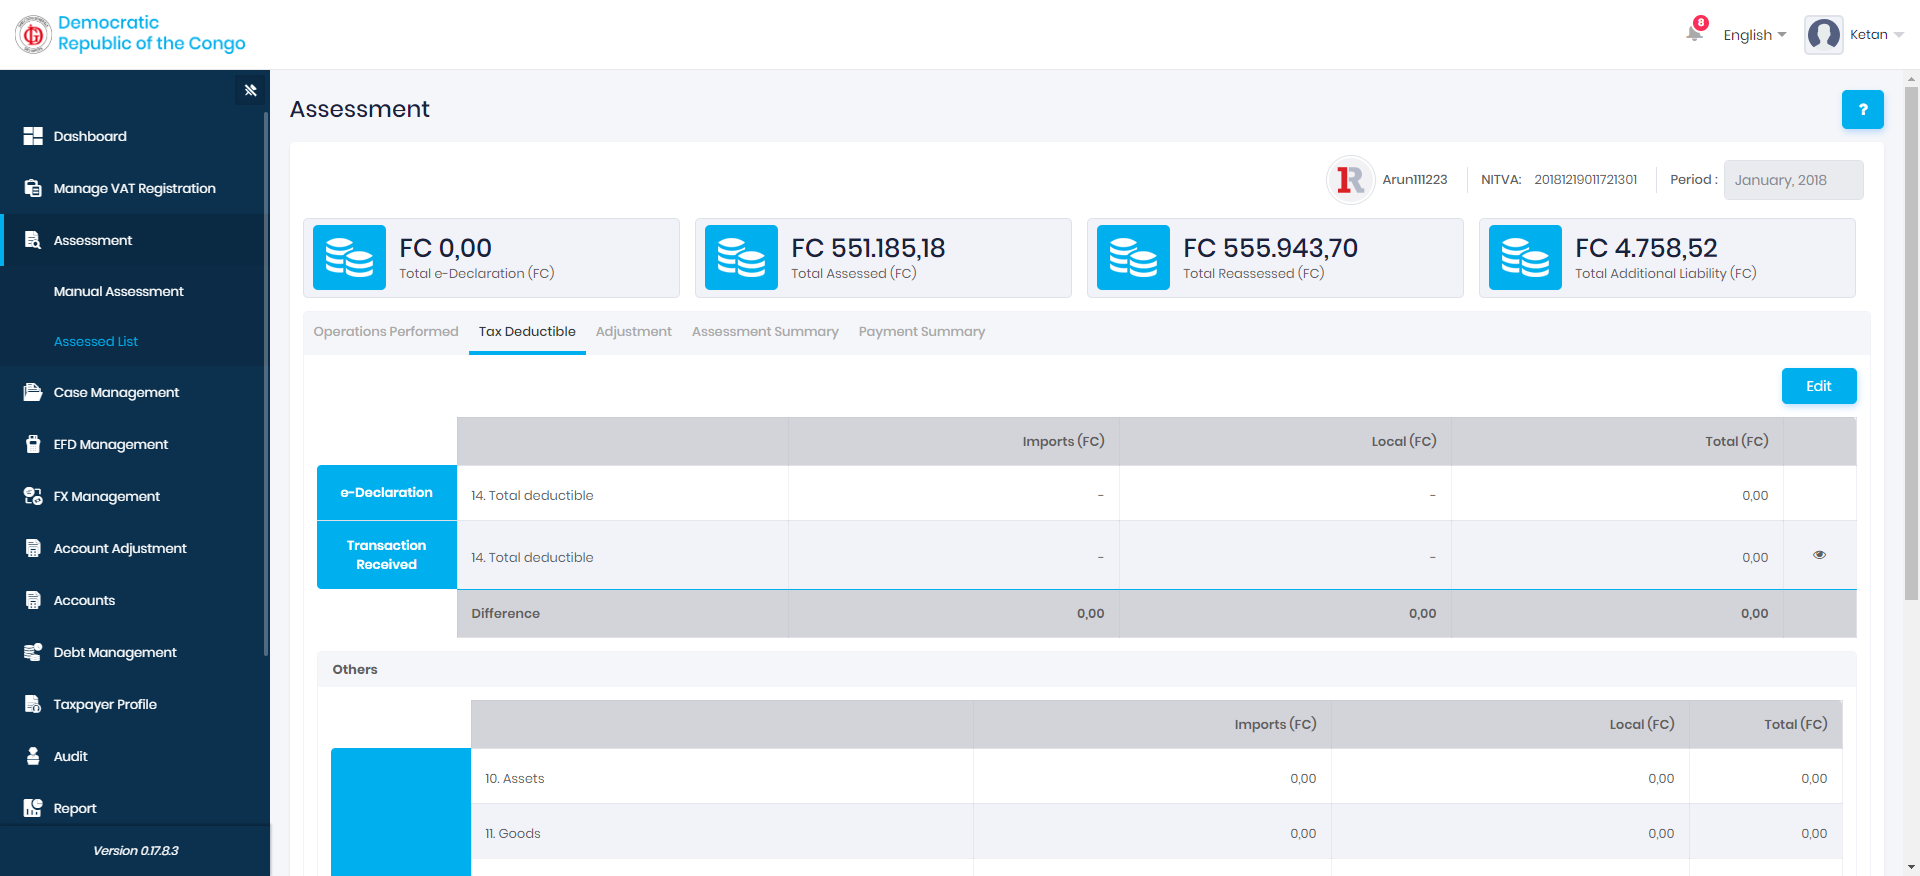 Democratic
Republic of the Congo
8
English
Ketan
Dashboard
Manage VAT Registration
Assessment
Manual Assessment
Assessed List
Case Management
EFD Management
FX Management
Account Adjustment
Accounts
Debt Management
Taxpayer Profile
Audit
Report
Version 0.17.8.3
Assessment
?
1R
Arun111223
NITVA: 20181219011721301
Period : January, 2018
FC 0,00
Total e-Declaration (FC)
FC 551.185,18
Total Assessed (FC)
FC 555.943,70
Total Reassessed (FC)
FC 4.758,52
Total Additional Liability (FC)
Operations Performed Tax Deductible Adjustment Assessment Summary Payment Summary
Edit
Imports (FC) Local (FC) Total (FC)
e-Declaration 14. Total deductible - - 0,00
Transaction
Received 14. Total deductible - - 0,00
Difference 0,00 0,00 0,00
Others
Imports (FC) Local (FC) Total (FC)
10. Assets 0,00 0,00 0,00
11. Goods 0,00 0,00 0,00